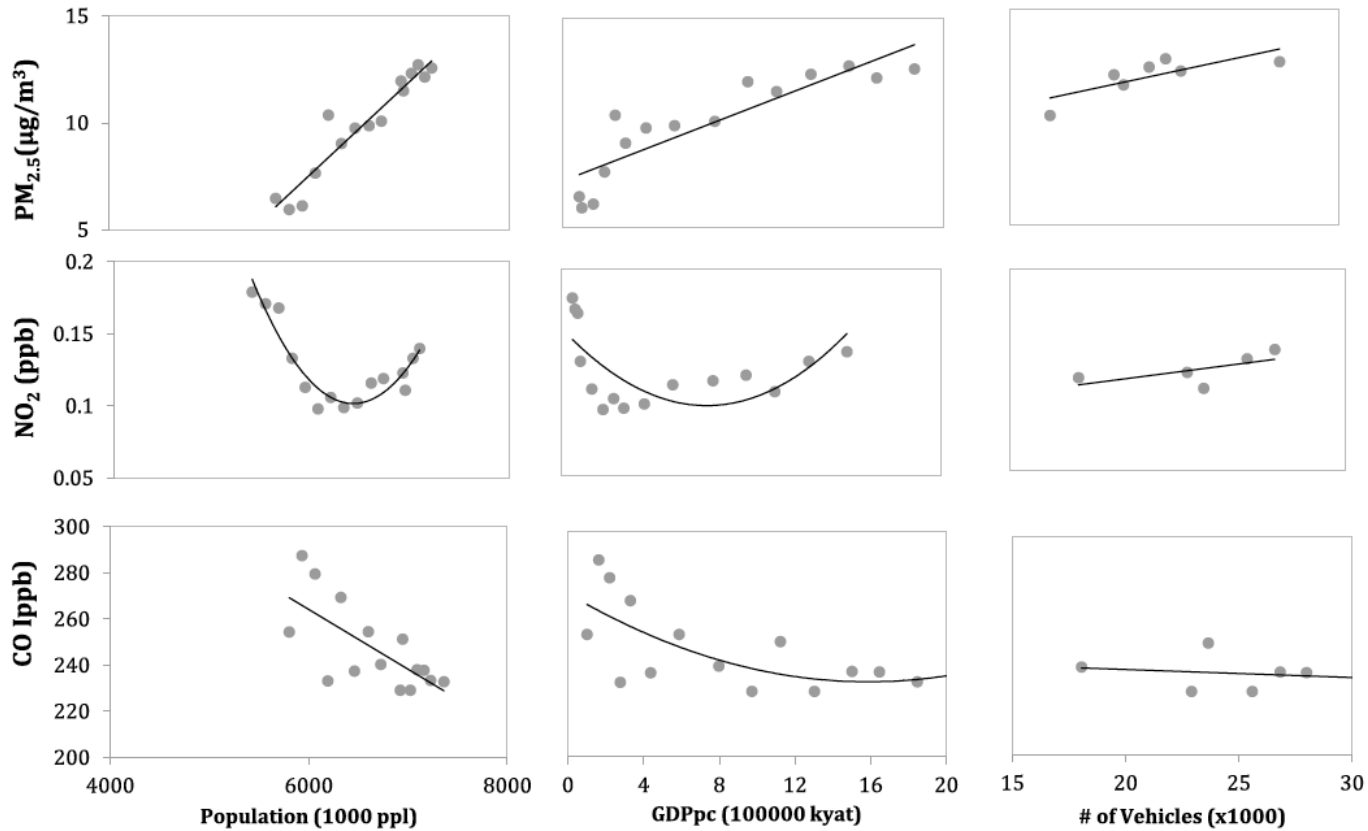 PM2.5(µg/m³)
15
10
5
NO2 (ppb)
0.2
0.15
0.1
0.05
CO Ippb)
300
280
260
240
220
200
4000 6000 8000
0 4 8 12 16 20
15 20 25 30
Population (1000 ppl)
GDPpc (100000 kyat)
# of Vehicles (x1000)